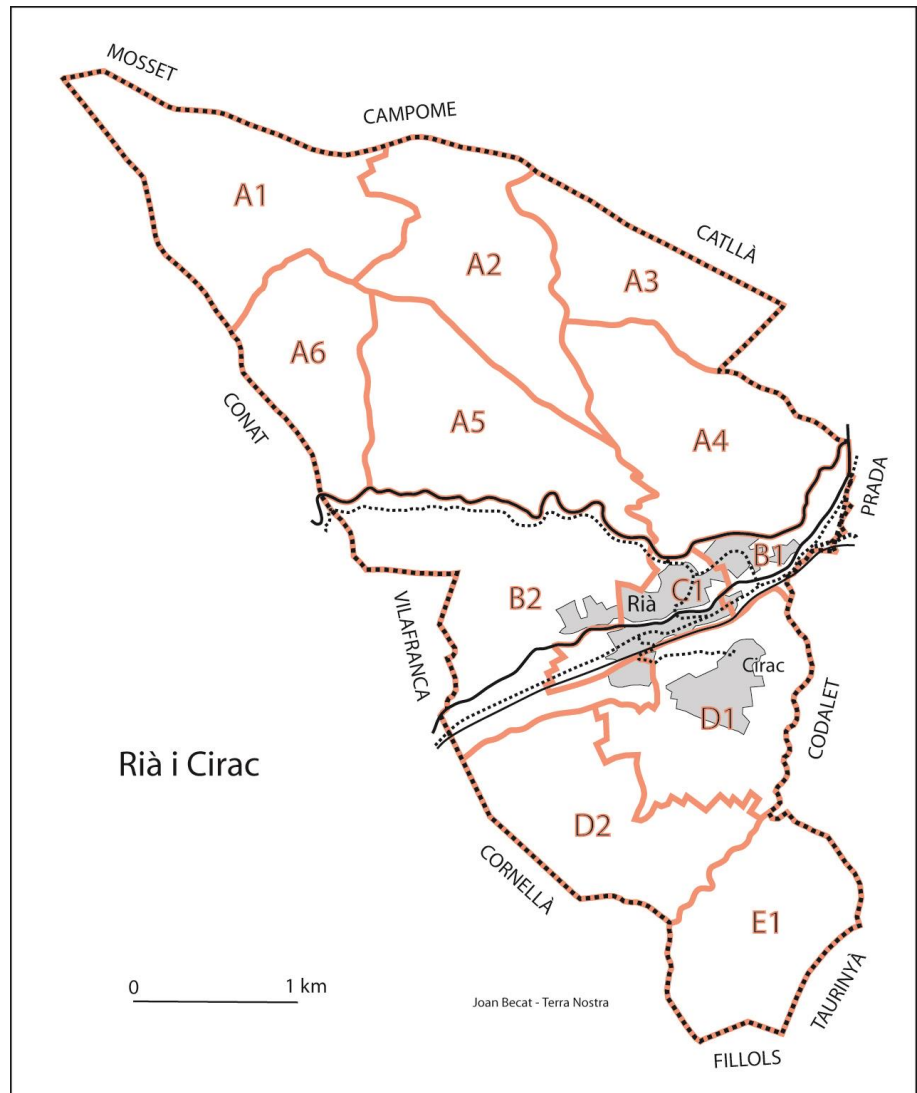 MOSSET
CAMPOME
A1
CATLLÀ
A2
A3
A6
CONAT
A5
A4
PRADA
B1
C1
B2
Rià
VILAFRANCA
Cirac
D1
CODALET
Rià i Cirac
D2
CORNELLÀ
E1
TAURINYÀ
0 1 km
Joan Becat - Terra Nostra
FILLOLS